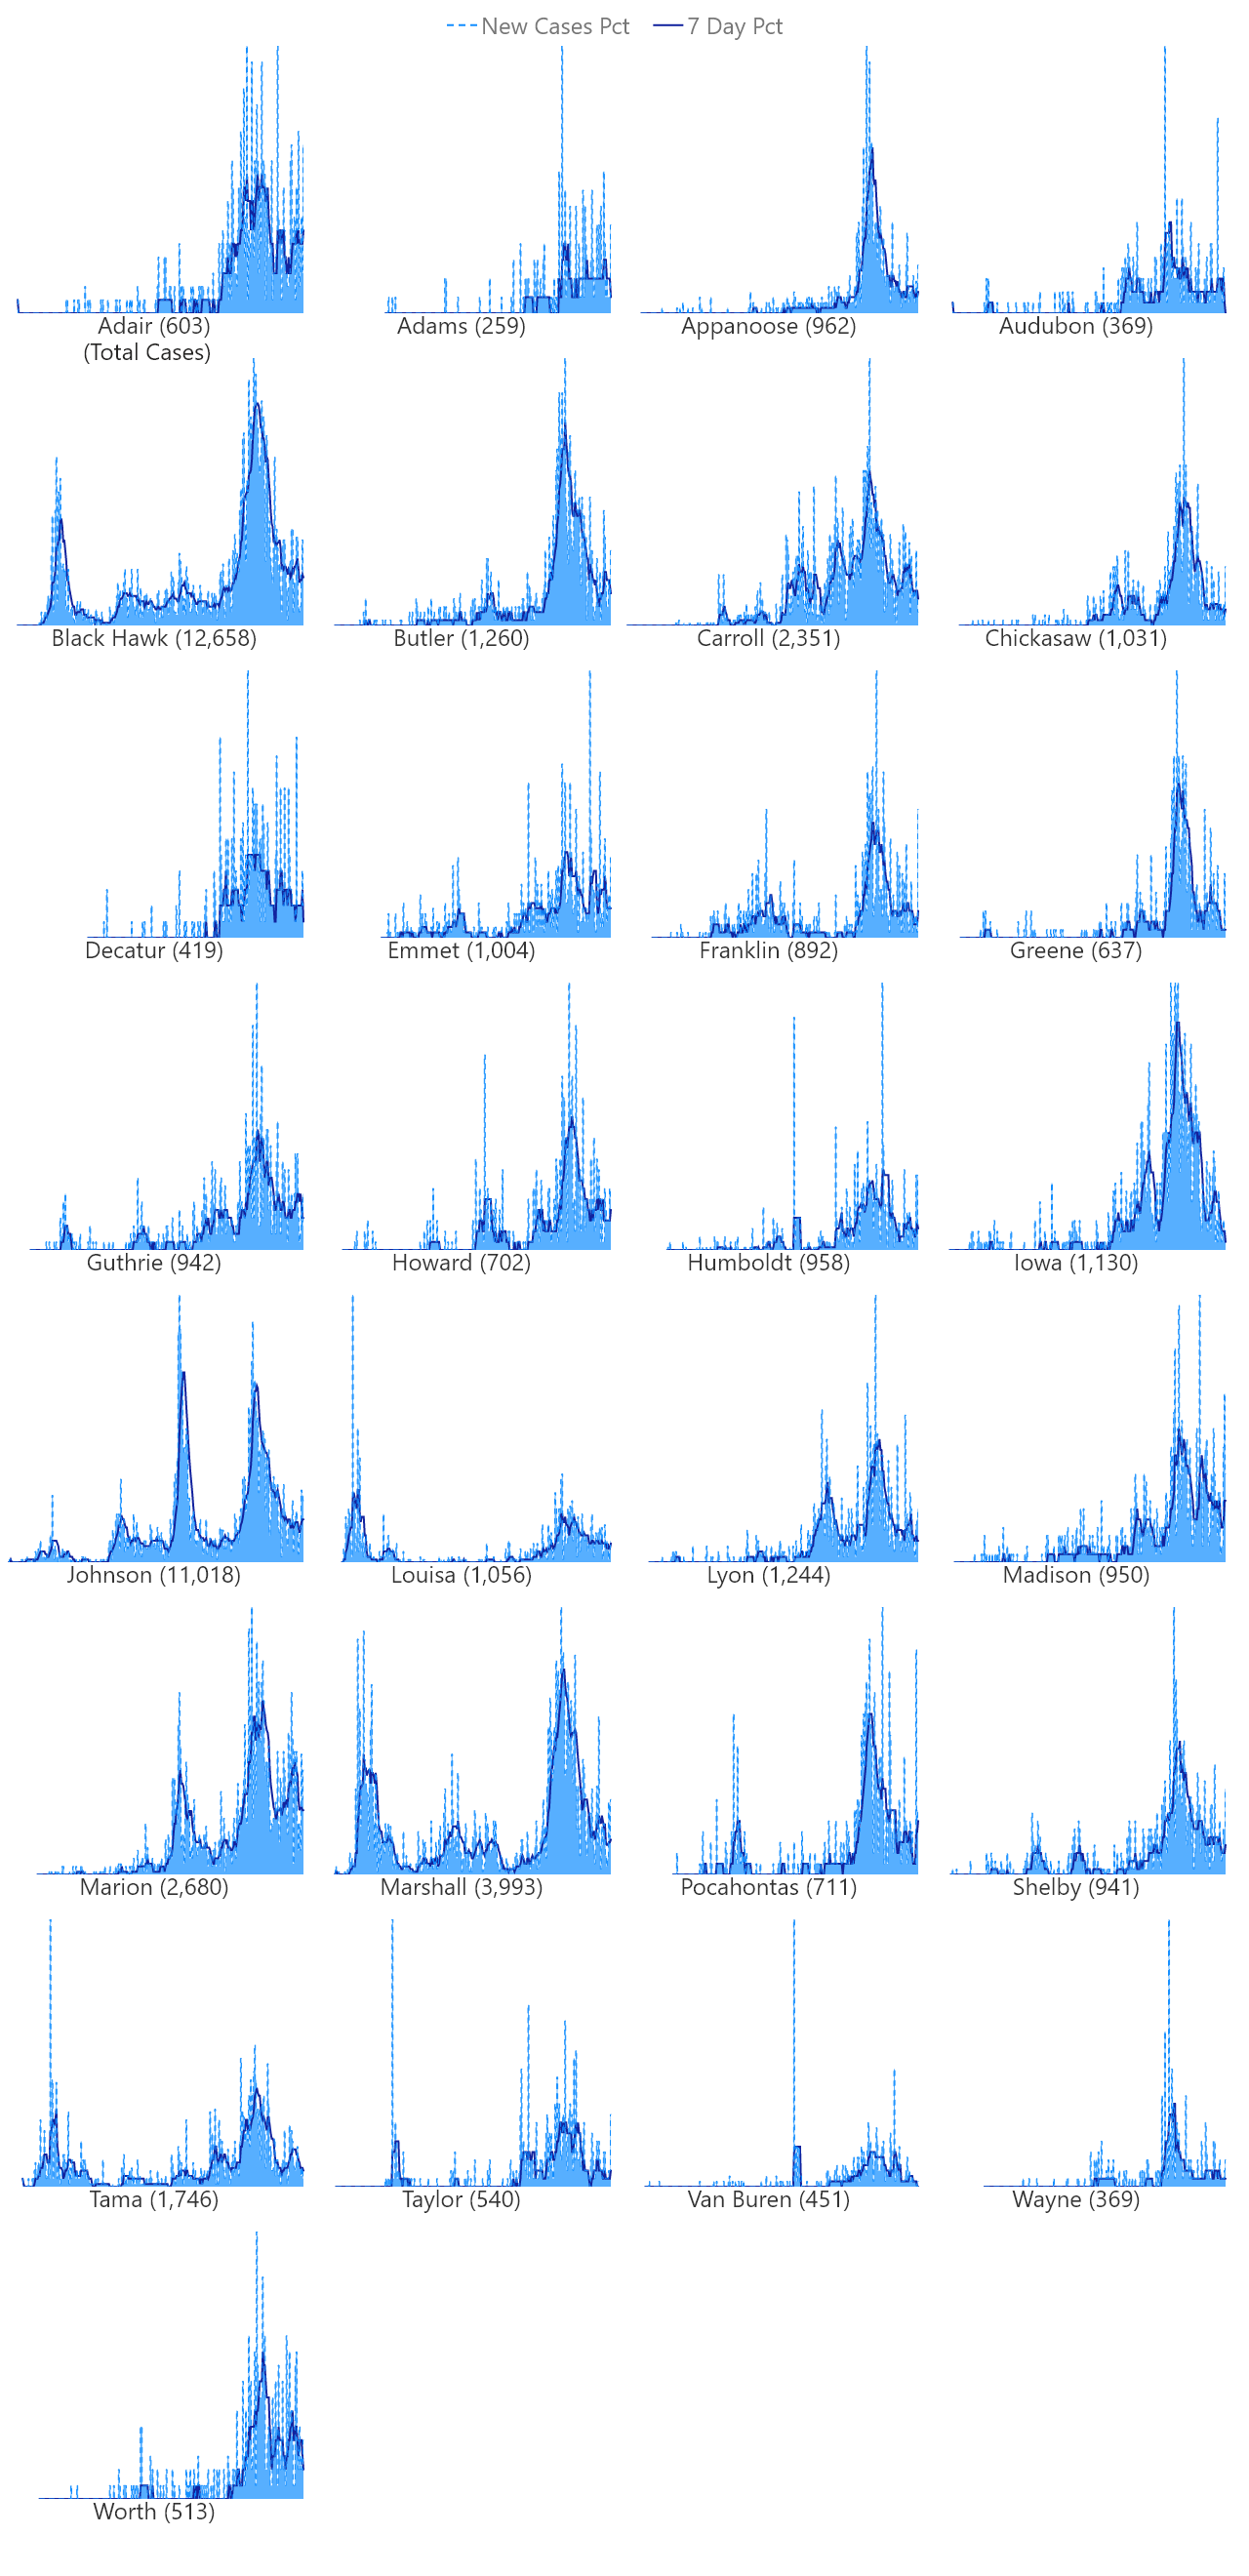 New Cases Pct 7 Day Pct
Adair (603) Adams (259) Appanoose (962) Audubon (369)
(Total Cases)
Black Hawk (12,658) Butler (1,260) Carroll (2,351) Chickasaw (1,031)
Decatur (419) Emmet (1,004) Franklin (892) Greene (637)
Guthrie (942) Howard (702) Humboldt (958) Iowa (1,130)
Johnson (11,018) Louisa (1,056) Lyon (1,244) Madison (950)
Marion (2,680) Marshall (3,993) Pocahontas (711) Shelby (941)
Tama (1,746) Taylor (540) Van Buren (451) Wayne (369)
Worth (513)